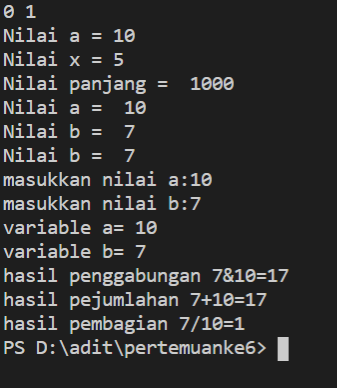 0 1
Nilai a = 10
Nilai x = 5
Nilai panjang =  1000
Nilai a =  10
Nilai b =  7
Nilai b =  7
masukkan nilai a:10
masukkan nilai b:7
variable a= 10
variable b= 7
hasil penggabungan 7&10=17
hasil pejumlahan 7+10=17
hasil pembagian 7/10=1
PS D:\adit\pertemuanke6>